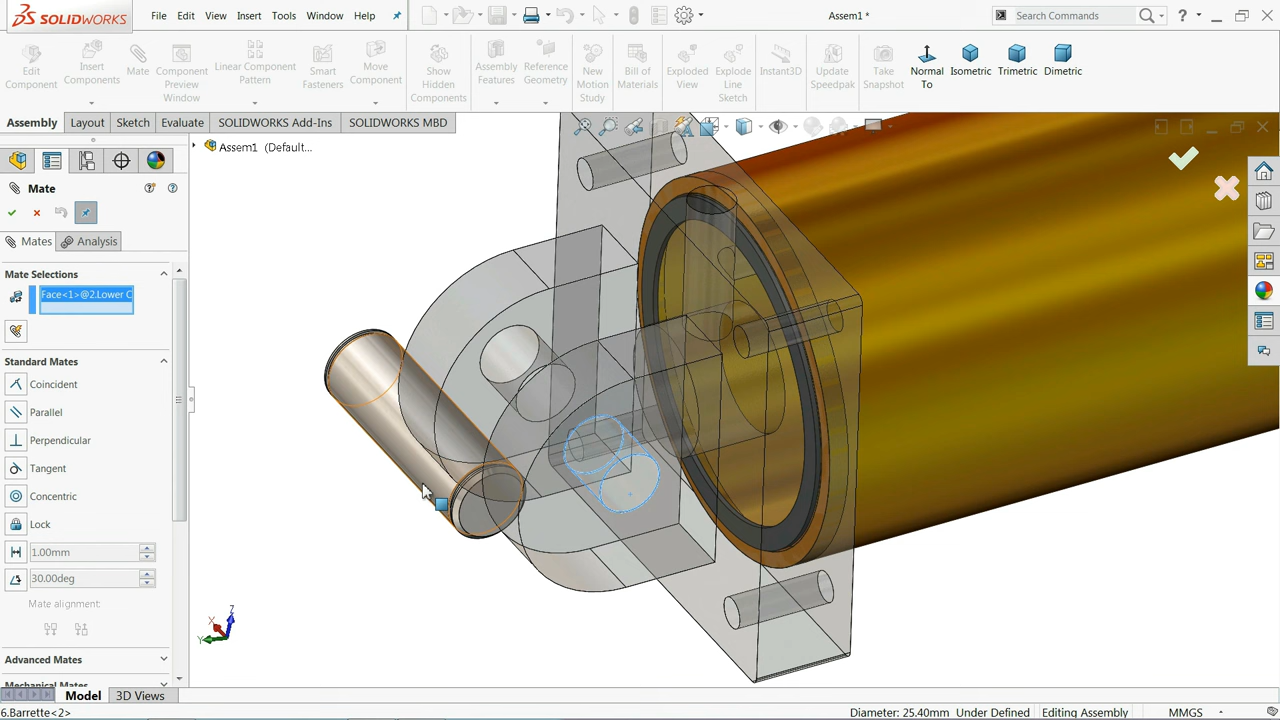 SOLIDWORKS
File Edit View Insert Tools Window Help
Assem1 *
Search Commands
Edit Component
Insert Components
Mate
Component Preview Window
Linear Component Pattern
Smart Fasteners
Move Component
Show Hidden Components
Assembly Features
Reference Geometry
New Motion Study
Bill of Materials
Exploded View
Explode Line Sketch
Instant3D
Update Speedpak
Take Snapshot
Normal To
Isometric
Trimetric
Dimetric
Assembly Layout Sketch Evaluate SOLIDWORKS Add-Ins SOLIDWORKS MBD
Assem1 (Default...
Mate
Mates Analysis
Mate Selections
Face<1>@2.Lower C
Standard Mates
Coincident
Parallel
Perpendicular
Tangent
Concentric
Lock
1.00mm
30.00deg
Mate alignment:
Advanced Mates
Mechanical Mates
Z
X
Y
Model 3D Views
6.Barrette<2>
Diameter: 25.40mm Under Defined Editing Assembly MMGS